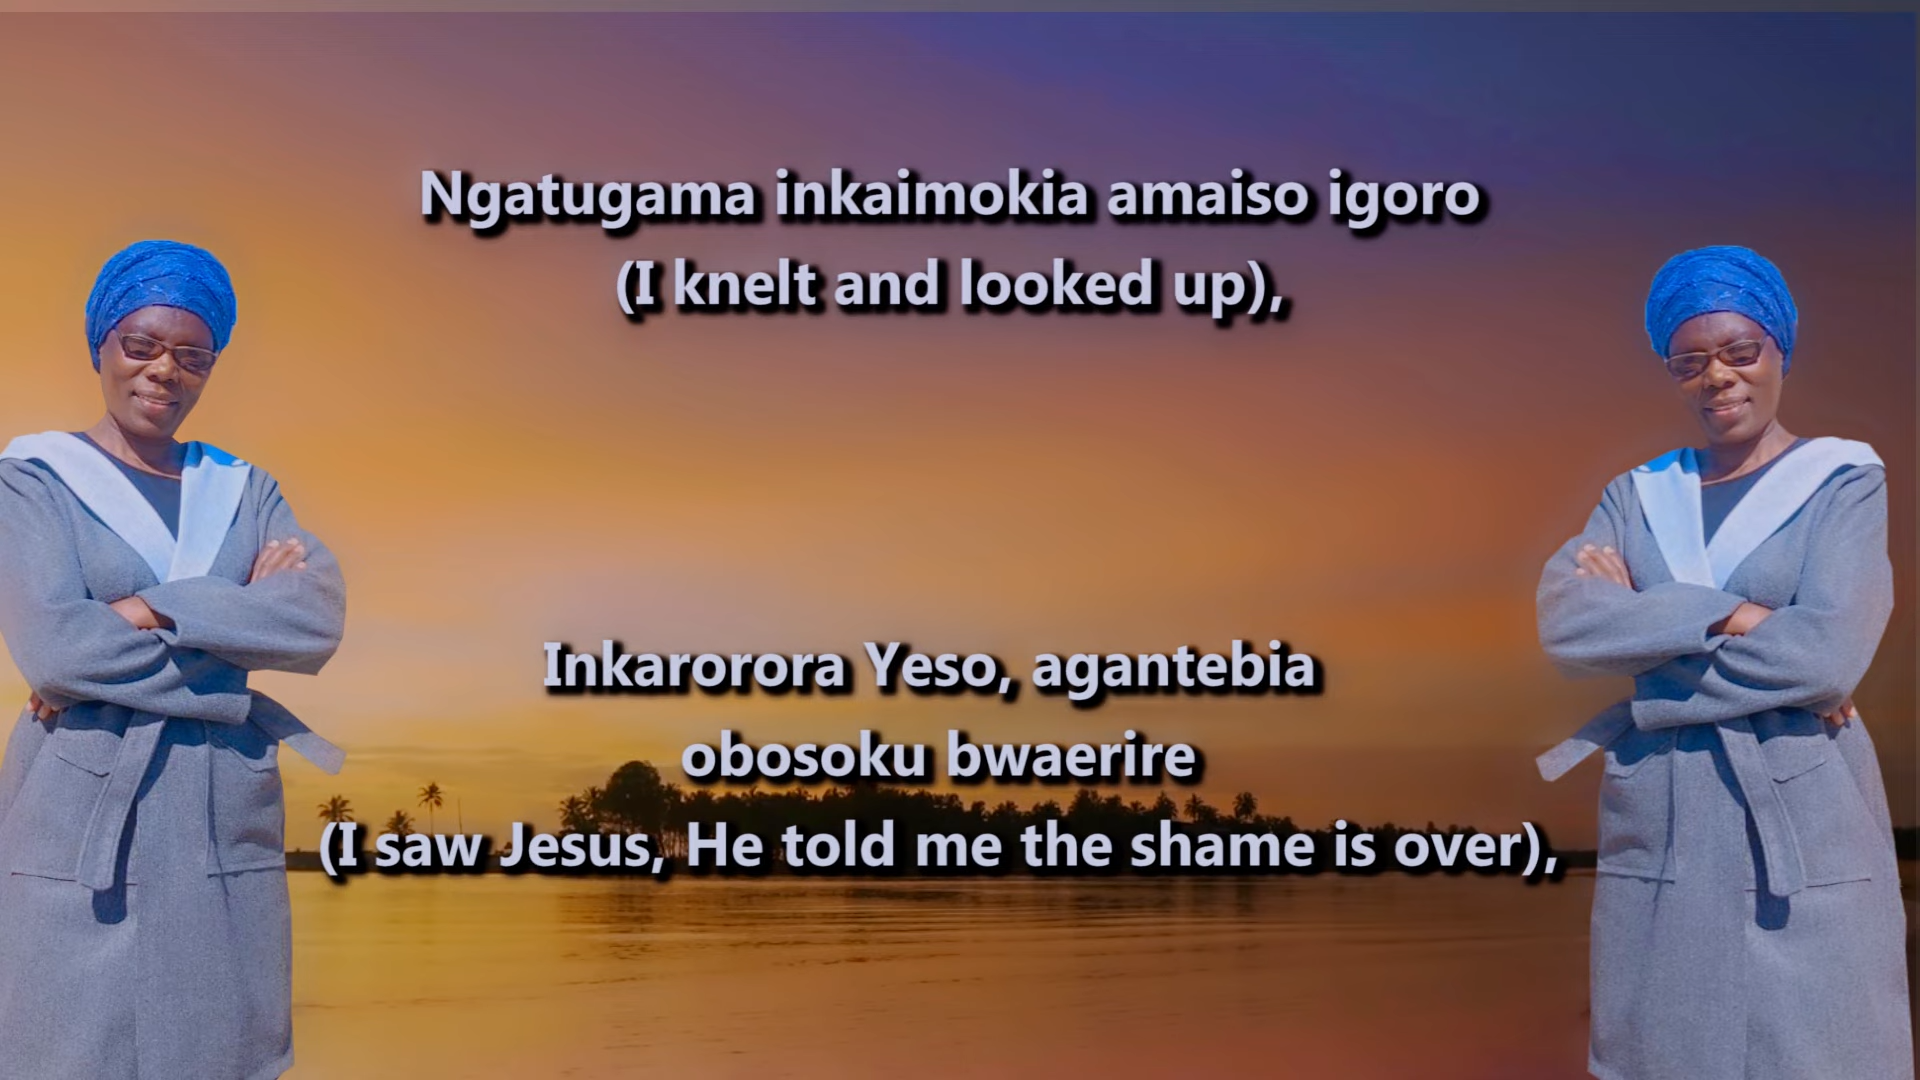 Ngatugama inkaimokia amaiso igoro
(I knelt and looked up),
Inkarorora Yeso, agantebia
obosoku bwaerire
(I saw Jesus, He told me the shame is over),